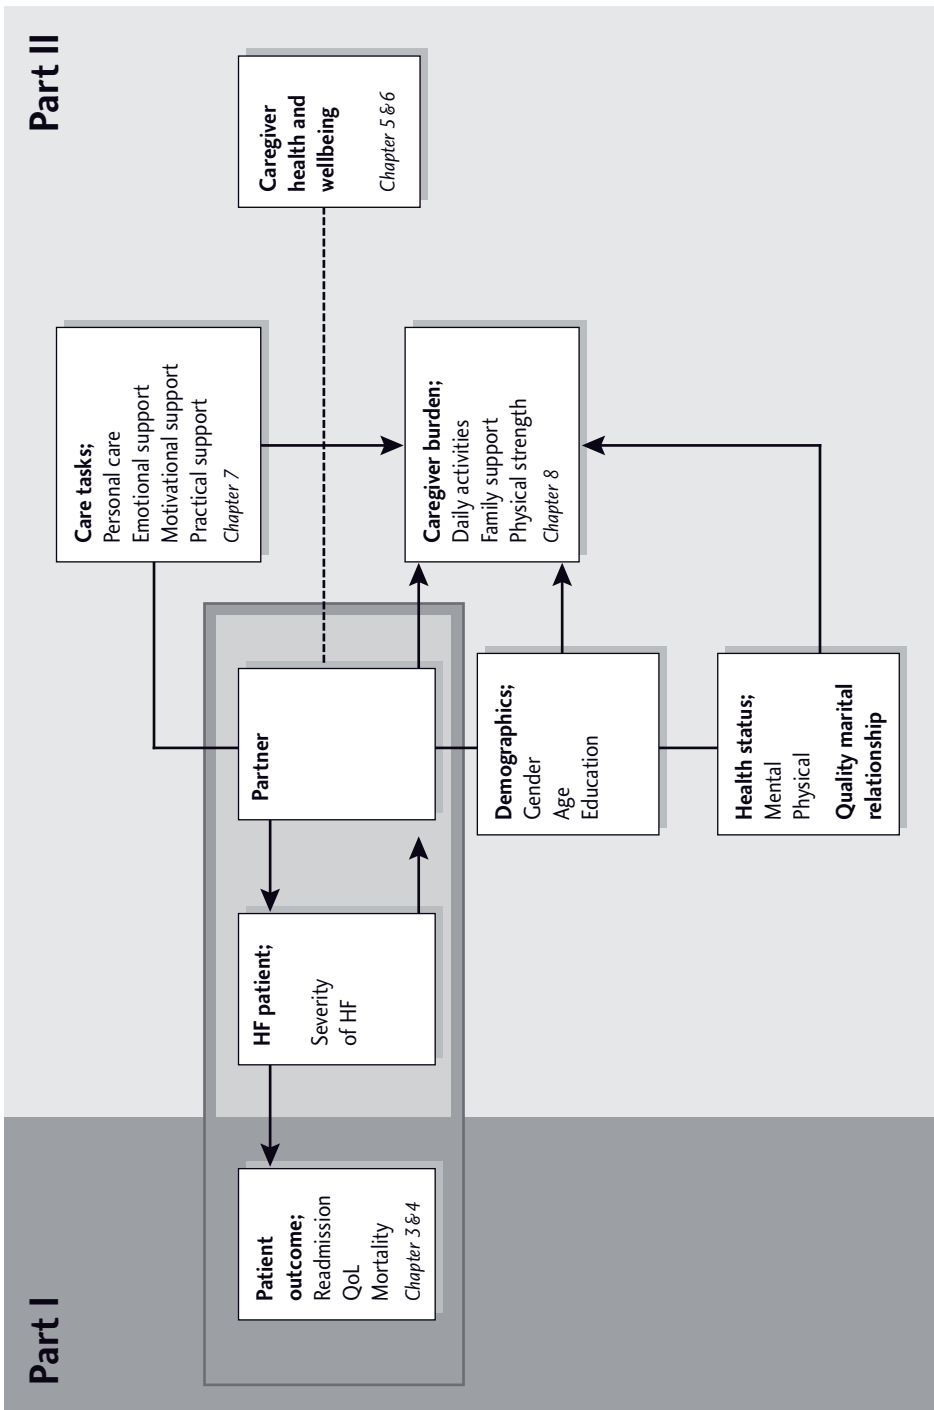 Part I
Part II
Patient
outcome;
Readmission
QoL
Mortality
Chapter 3 & 4
HF patient;
Severity
of HF
Partner
Care tasks;
Personal care
Emotional support
Motivational support
Practical support
Chapter 7
Caregiver
health and
wellbeing
Chapter 5 & 6
Caregiver burden;
Daily activities
Family support
Physical strength
Chapter 8
Demographics;
Gender
Age
Education
Health status;
Mental
Physical
Quality marital
relationship